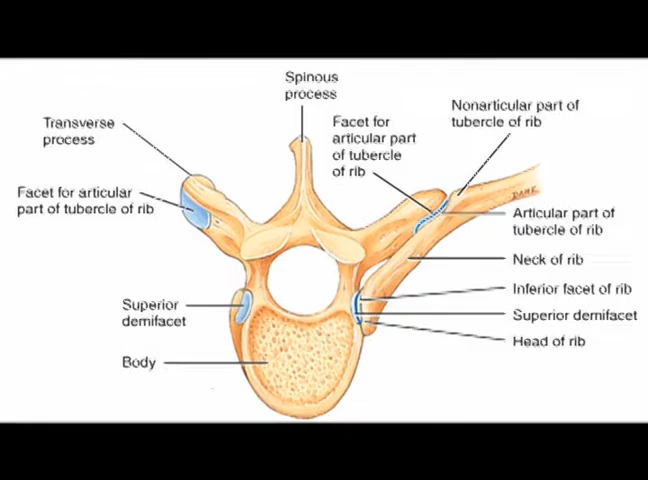 Spinous
process
Nonarticular part of
tubercle of rib
Transverse
process
Facet for
articular part
of tubercle
of rib
Facet for articular
part of tubercle of rib
DAHK
Articular part of
tubercle of rib
Neck of rib
Inferior facet of rib
Superior
demifacet
Superior demifacet
Head of rib
Body